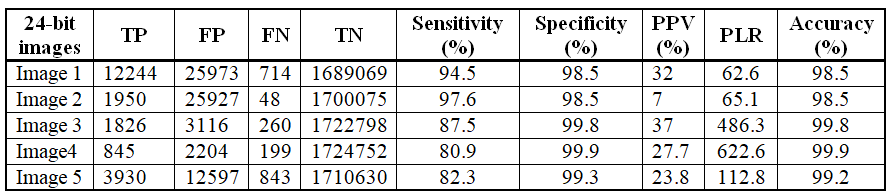 24-bit images TP FP FN TN Sensitivity (%) Specificity (%) PPV (%) PLR Accuracy (%)
Image 1 12244 25973 714 1689069 94.5 98.5 32 62.6 98.5
Image 2 1950 25927 48 1700075 97.6 98.5 7 65.1 98.5
Image 3 1826 3116 260 1722798 87.5 99.8 37 486.3 99.8
Image4 845 2204 199 1724752 80.9 99.9 27.7 622.6 99.9
Image 5 3930 12597 843 1710630 82.3 99.3 23.8 112.8 99.2